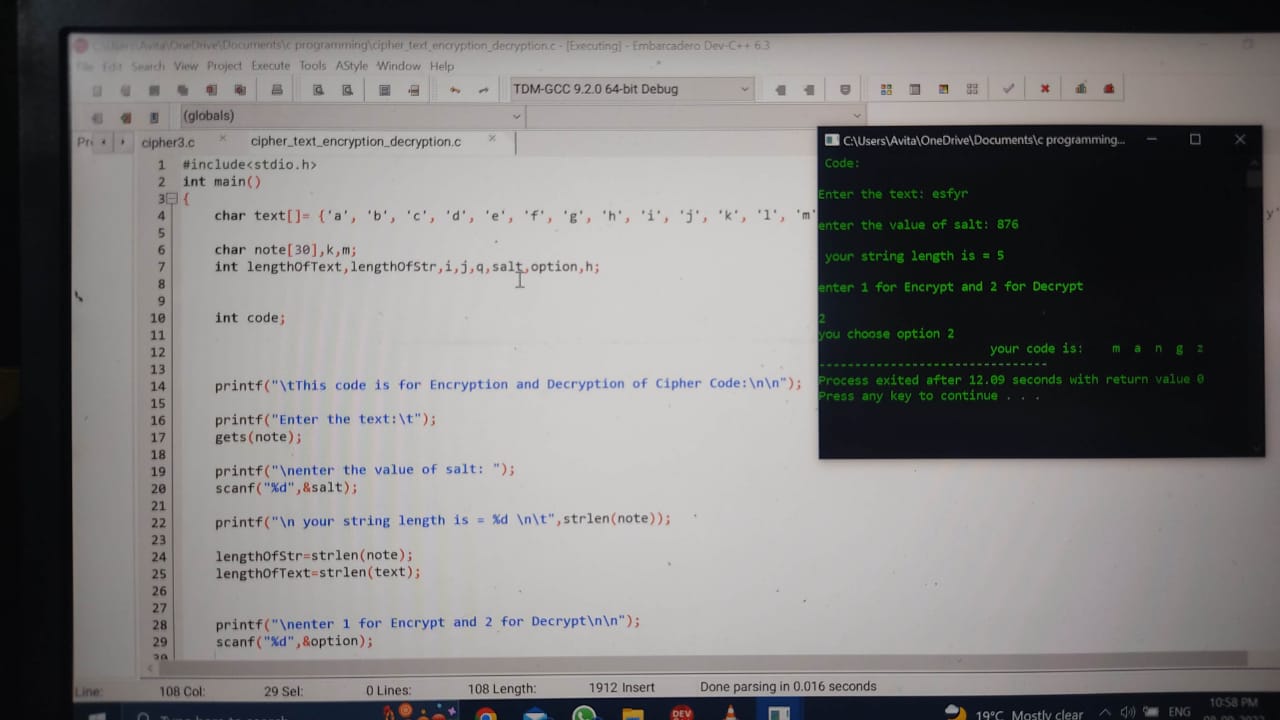 C:\Users\Avita\OneDrive\Documents\c programming\cipher_text_encryption_decryption.c - [Executing] - Embarcadero Dev-C++ 6.3
File Edit Search View Project Execute Tools AStyle Window Help
TDM-GCC 9.2.0 64-bit Debug
(globals)
cipher3.c cipher_text_encryption_decryption.c
1 #include<stdio.h>
2 int main()
3 {
4 char text[]= {'a', 'b', 'c', 'd', 'e', 'f', 'g', 'h', 'i', 'j', 'k', 'l', 'm'
5
6 char note[30],k,m;
7 int lengthOfText,lengthOfStr,i,j,q,salt,option,h;
8
9
10 int code;
11
12
13
14 printf("\tThis code is for Encryption and Decryption of Cipher Code:\n\n");
15
16 printf("Enter the text:\t");
17 gets(note);
18
19 printf("\nenter the value of salt: ");
20 scanf("%d",&salt);
21
22 printf("\n your string length is = %d \n\t",strlen(note));
23
24 lengthOfStr=strlen(note);
25 lengthOfText=strlen(text);
26
27
28 printf("\nenter 1 for Encrypt and 2 for Decrypt\n\n");
29 scanf("%d",&option);
30
C:\Users\Avita\OneDrive\Documents\c programming...
Code:
Enter the text: esfyr
enter the value of salt: 876
your string length is = 5
enter 1 for Encrypt and 2 for Decrypt
2
you choose option 2
your code is: m a n g z
--------------------------------
Process exited after 12.09 seconds with return value 0
Press any key to continue . . .
Line: 108 Col: 29 Sel: 0 Lines: 108 Length: 1912 Insert Done parsing in 0.016 seconds
DEV
19°C Mostly clear ENG 10:58 PM